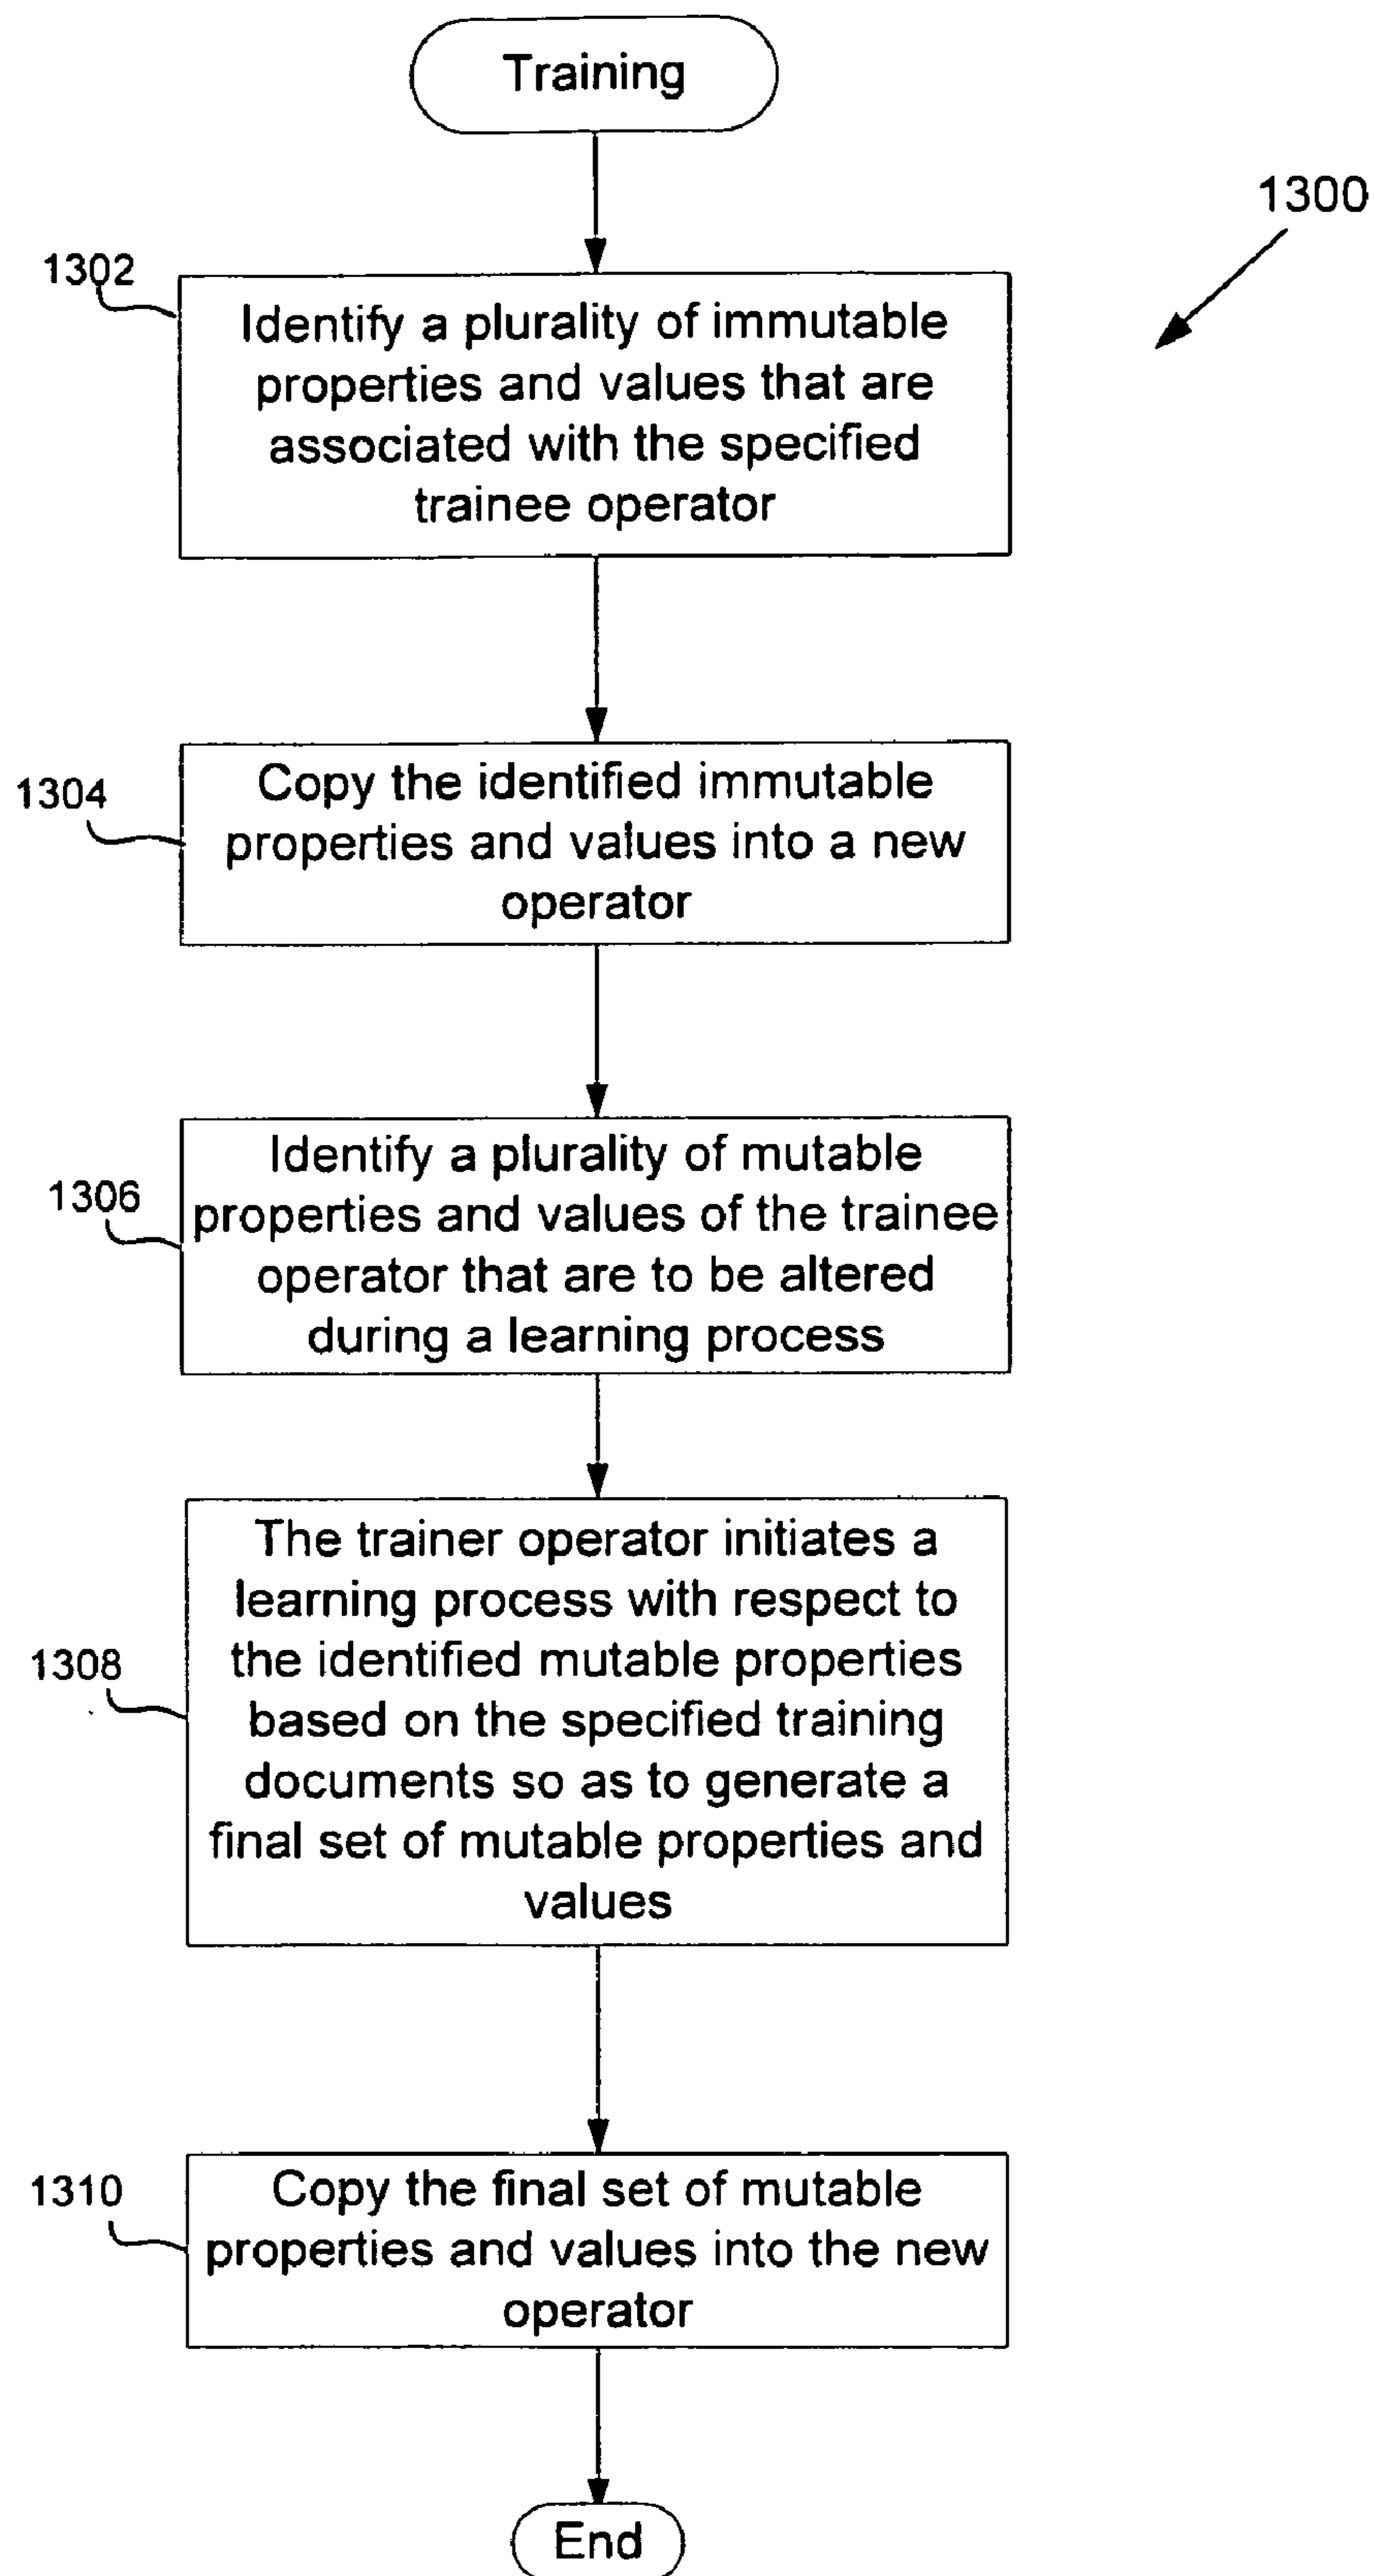 Training
1300
1302
Identify a plurality of immutable
properties and values that are
associated with the specified
trainee operator
1304
Copy the identified immutable
properties and values into a new
operator
1306
Identify a plurality of mutable
properties and values of the trainee
operator that are to be altered
during a learning process
1308
The trainer operator initiates a
learning process with respect to
the identified mutable properties
based on the specified training
documents so as to generate a
final set of mutable properties and
values
1310
Copy the final set of mutable
properties and values into the new
operator
End